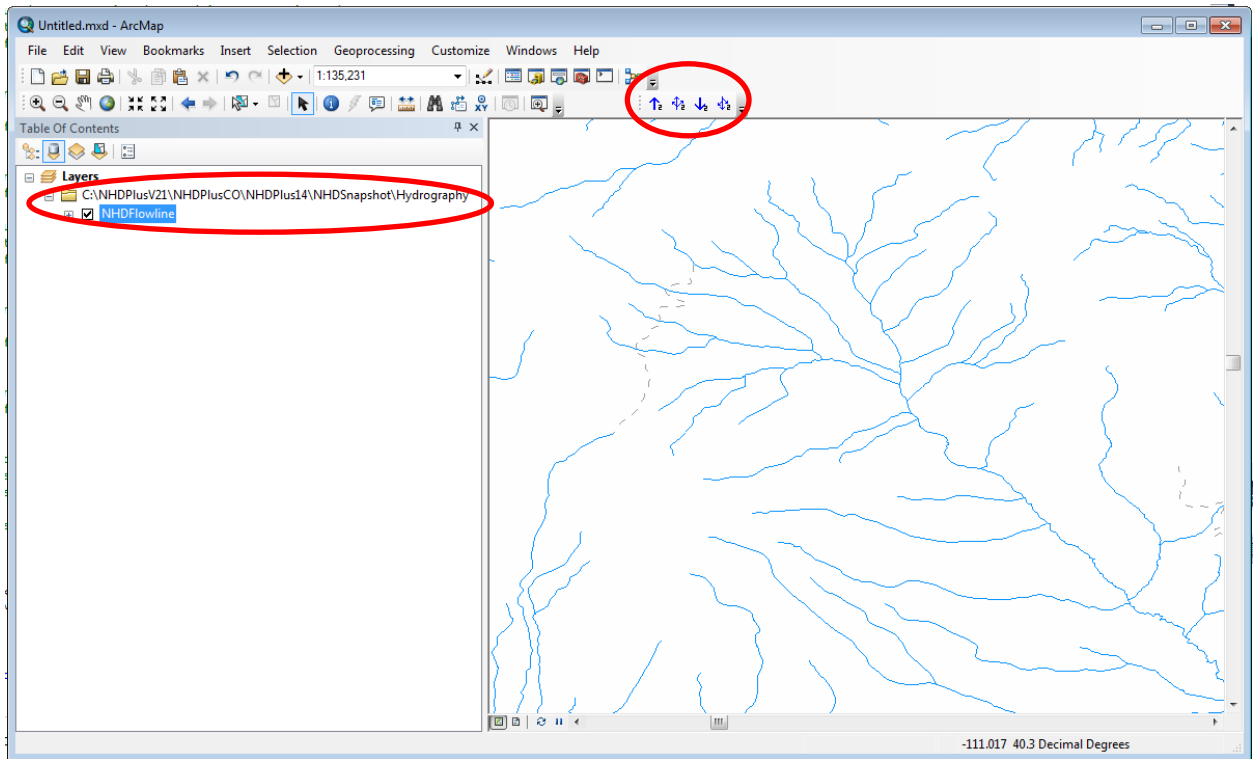 Untitled.mxd - ArcMap
File Edit View Bookmarks Insert Selection Geoprocessing Customize Windows Help
1:135,231
Table Of Contents
Layers
C:\NHDPlusV21\NHDPlusCO\NHDPlus14\NHDSnapshot\Hydrography
NHDFlowline
-111.017 40.3 Decimal Degrees